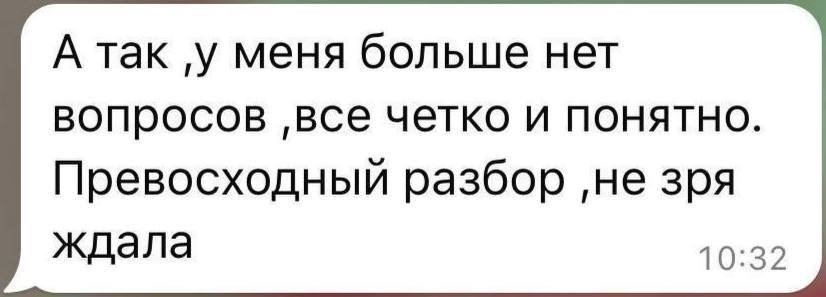 А так ,у меня больше нет
вопросов ,все четко и понятно.
Превосходный разбор ,не зря
ждала
10:32